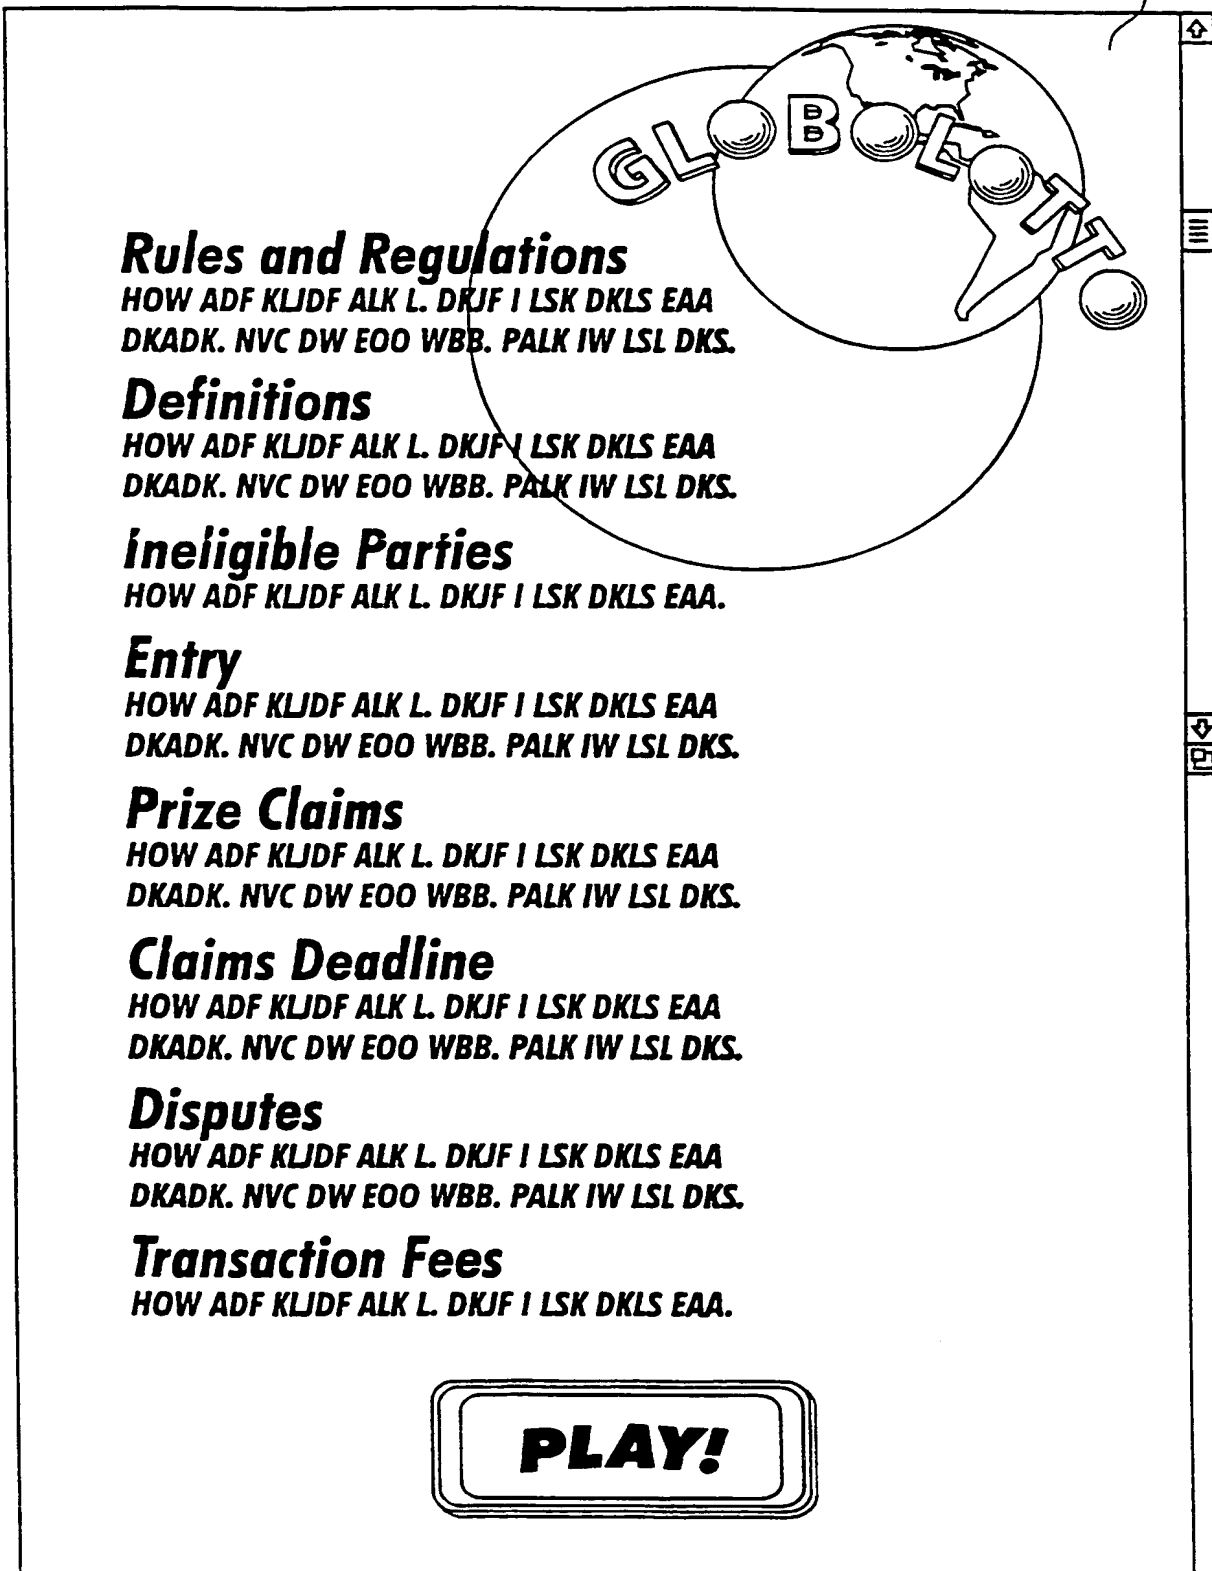 GLOBOLOTTO
Rules and Regulations
HOW ADF KLJDF ALK L. DKJF I LSK DKLS EAA
DKADK. NVC DW EOO WBB. PALK IW LSL DKS.
Definitions
HOW ADF KLJDF ALK L. DKJF I LSK DKLS EAA
DKADK. NVC DW EOO WBB. PALK IW LSL DKS.
Ineligible Parties
HOW ADF KLJDF ALK L. DKJF I LSK DKLS EAA.
Entry
HOW ADF KLJDF ALK L. DKJF I LSK DKLS EAA
DKADK. NVC DW EOO WBB. PALK IW LSL DKS.
Prize Claims
HOW ADF KLJDF ALK L. DKJF I LSK DKLS EAA
DKADK. NVC DW EOO WBB. PALK IW LSL DKS.
Claims Deadline
HOW ADF KLJDF ALK L. DKJF I LSK DKLS EAA
DKADK. NVC DW EOO WBB. PALK IW LSL DKS.
Disputes
HOW ADF KLJDF ALK L. DKJF I LSK DKLS EAA
DKADK. NVC DW EOO WBB. PALK IW LSL DKS.
Transaction Fees
HOW ADF KLJDF ALK L. DKJF I LSK DKLS EAA.
PLAY!